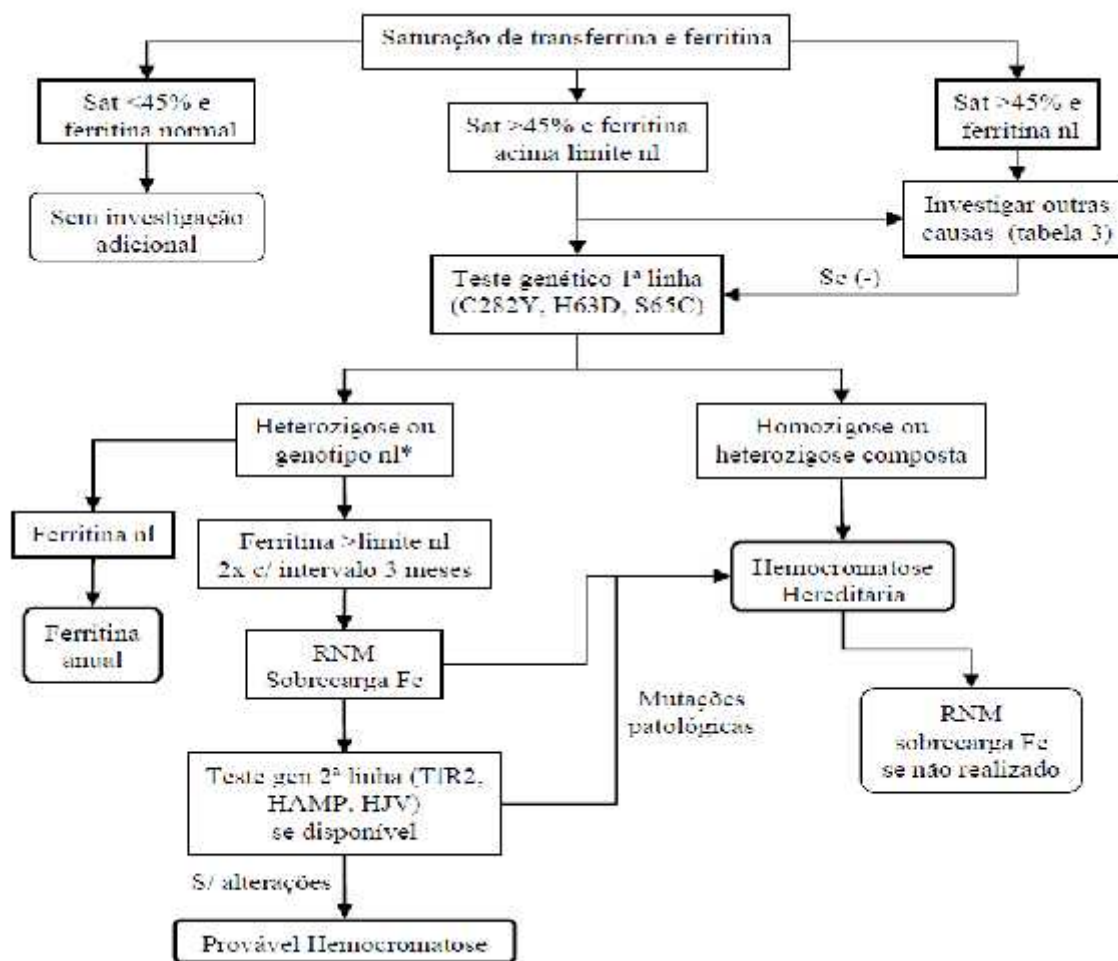 Saturação de transferrina e ferritina
Sat <45% e
ferritina normal
Sat >45% e ferritina
acima limite nl
Sat >45% e
ferritina nl
Sem investigação
adicional
Investigar outras
causas (tabela 3)
Teste genético 1ª linha
(C282Y, H63D, S65C)
Se (-)
Heterozigose ou
genótipo nl*
Homozigose ou
heterozigose composta
Ferritina nl
Ferritina >limite nl
2x c/ intervalo 3 meses
Hemocromatose
Hereditária
Ferritina
anual
RNM
Sobrecarga Fe
Mutações
patológicas
RNM
sobrecarga Fe
se não realizado
Teste gen 2ª linha (TfR2,
HAMP, HJV)
se disponível
S/ alterações
Provável Hemocromatose